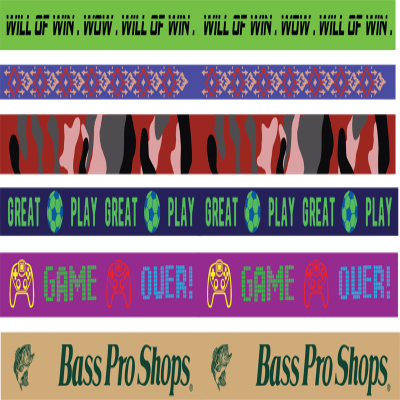 WILL OF WIN . WOW . WILL OF WIN . WILL OF WIN . WOW . WILL OF WIN .
GREAT PLAY GREAT PLAY GREAT PLAY GREAT PLAY
GAME OVER! GAME OVER!
Bass Pro Shops® Bass Pro Shops®